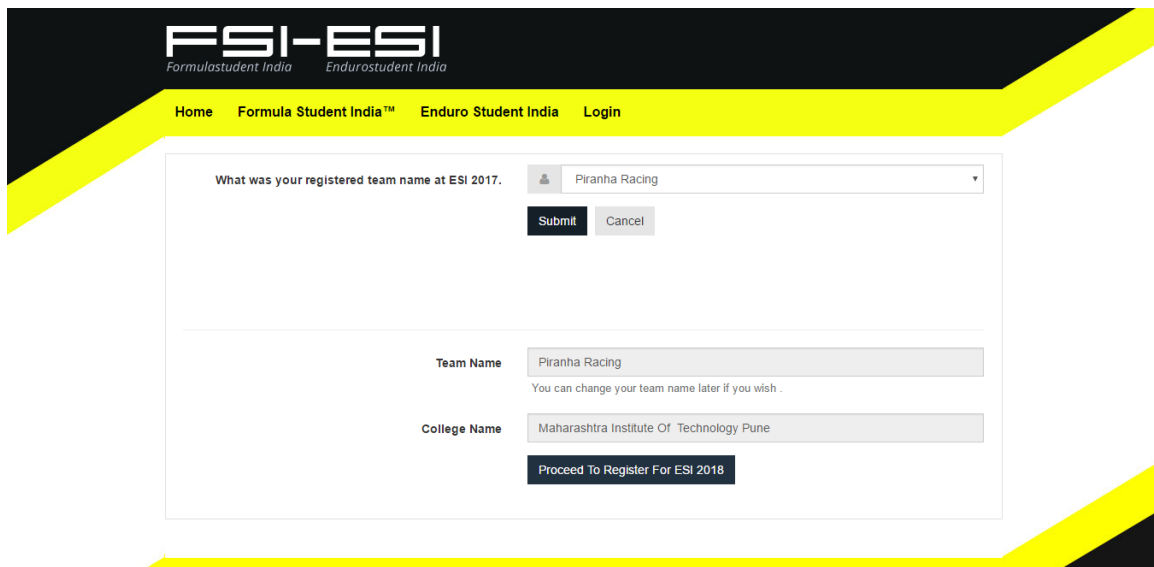 FSI-ESI
Formulastudent India Endurostudent India
Home Formula Student India™ Enduro Student India Login
What was your registered team name at ESI 2017. Piranha Racing
Submit Cancel
Team Name Piranha Racing
You can change your team name later if you wish .
College Name Maharashtra Institute Of  Technology Pune
Proceed To Register For ESI 2018